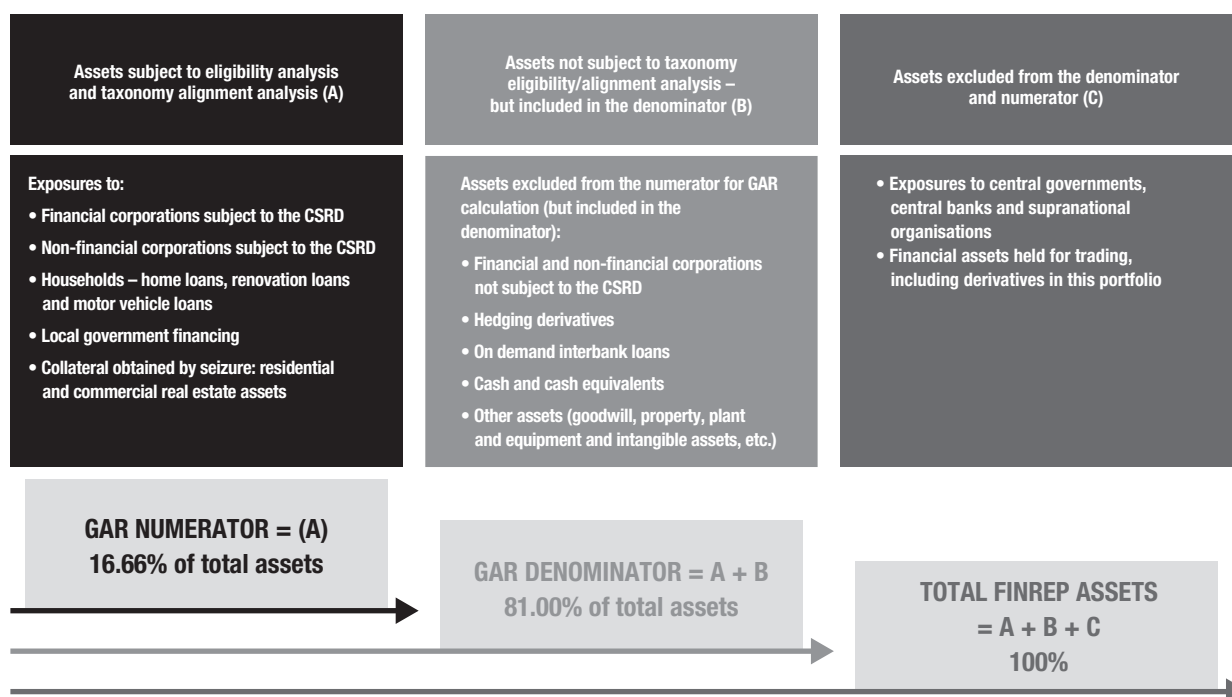 Assets subject to eligibility analysis
and taxonomy alignment analysis (A)
Assets not subject to taxonomy
eligibility/alignment analysis –
but included in the denominator (B)
Assets excluded from the denominator
and numerator (C)
Exposures to:
• Financial corporations subject to the CSRD
• Non-financial corporations subject to the CSRD
• Households – home loans, renovation loans
and motor vehicle loans
• Local government financing
• Collateral obtained by seizure: residential
and commercial real estate assets
Assets excluded from the numerator for GAR
calculation (but included in the
denominator):
• Financial and non-financial corporations
not subject to the CSRD
• Hedging derivatives
• On demand interbank loans
• Cash and cash equivalents
• Other assets (goodwill, property, plant
and equipment and intangible assets, etc.)
• Exposures to central governments,
central banks and supranational
organisations
• Financial assets held for trading,
including derivatives in this portfolio
GAR NUMERATOR = (A)
16.66% of total assets
GAR DENOMINATOR = A + B
81.00% of total assets
TOTAL FINREP ASSETS
= A + B + C
100%